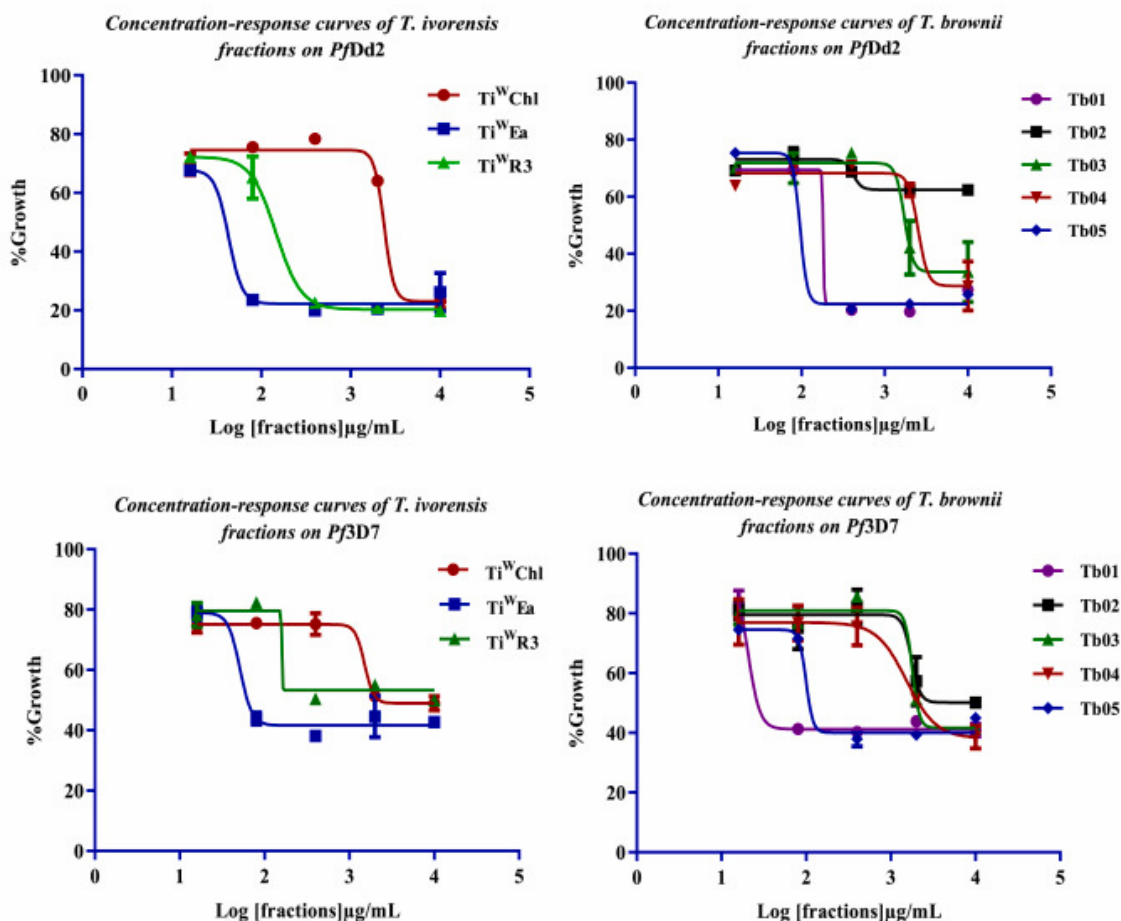 Concentration-response curves of T. ivorensis
fractions on PfDd2
100
80
60
40
20
0
%Growth
0 1 2 3 4 5
Log [fractions]µg/mL
TiᵂChl
TiᵂEa
TiᵂR3
Concentration-response curves of T. brownii
fractions on PfDd2
100
80
60
40
20
0
%Growth
0 1 2 3 4 5
Log [fractions]µg/mL
Tb01
Tb02
Tb03
Tb04
Tb05
Concentration-response curves of T. ivorensis
fractions on Pf3D7
100
80
60
40
20
0
%Growth
0 1 2 3 4 5
Log [fractions]µg/mL
TiᵂChl
TiᵂEa
TiᵂR3
Concentration-response curves of T. brownii
fractions on Pf3D7
100
80
60
40
20
0
%Growth
0 1 2 3 4 5
Log [fractions]µg/mL
Tb01
Tb02
Tb03
Tb04
Tb05